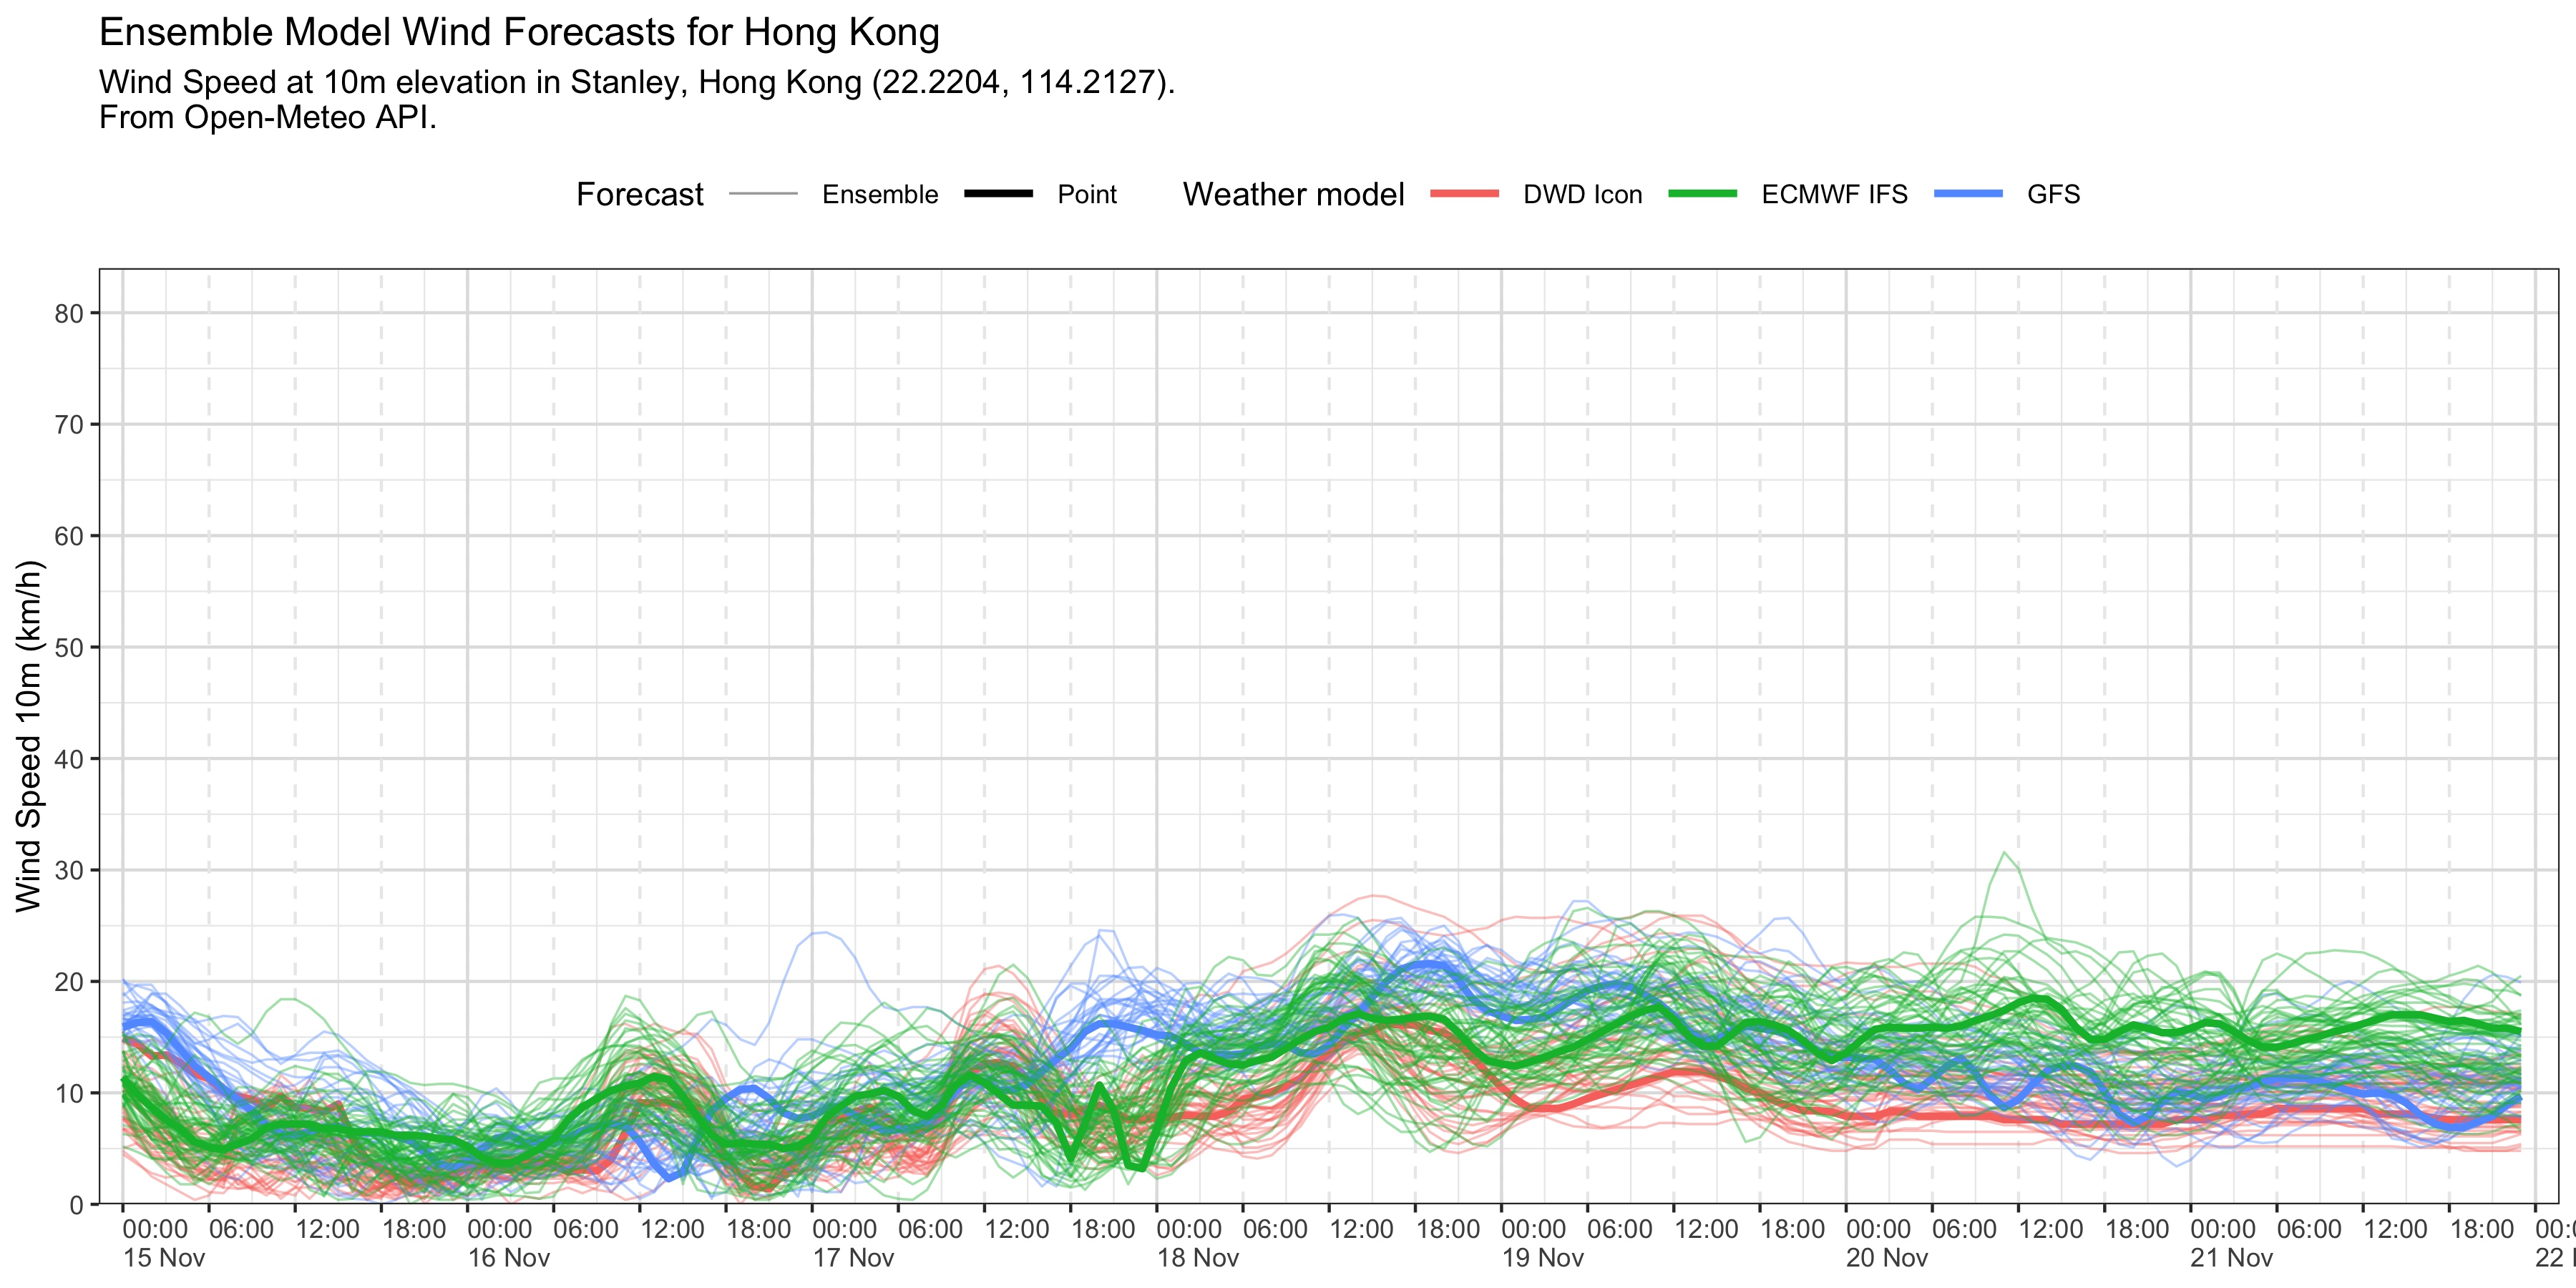 Ensemble Model Wind Forecasts for Hong Kong
Wind Speed at 10m elevation in Stanley, Hong Kong (22.2204, 114.2127).
From Open-Meteo API.
Forecast Ensemble Point Weather model DWD Icon ECMWF IFS GFS
Wind Speed 10m (km/h)
80
70
60
50
40
30
20
10
0
00:00 06:00 12:00 18:00 00:00 06:00 12:00 18:00 00:00 06:00 12:00 18:00 00:00 06:00 12:00 18:00 00:00 06:00 12:00 18:00 00:00 06:00 12:00 18:00 00:00 06:00 12:00 18:00
15 Nov 16 Nov 17 Nov 18 Nov 19 Nov 20 Nov 21 Nov 22